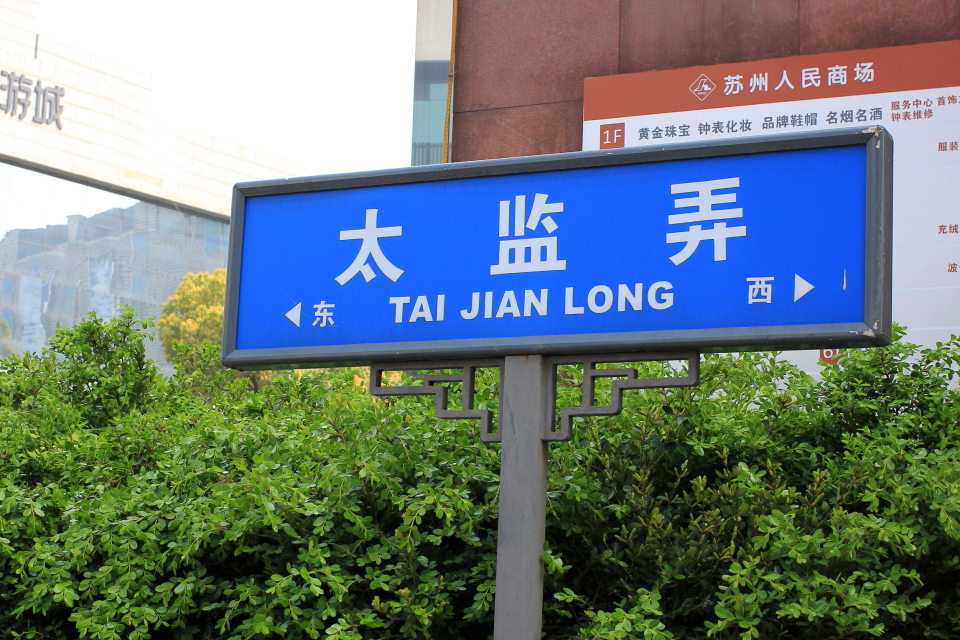 游城
苏州人民商场
1F 黄金珠宝 钟表化妆 品牌鞋帽 名烟名酒
服务中心 首饰
钟表维修
服装
充绒
波
太监弄
东 TAI JIAN LONG 西